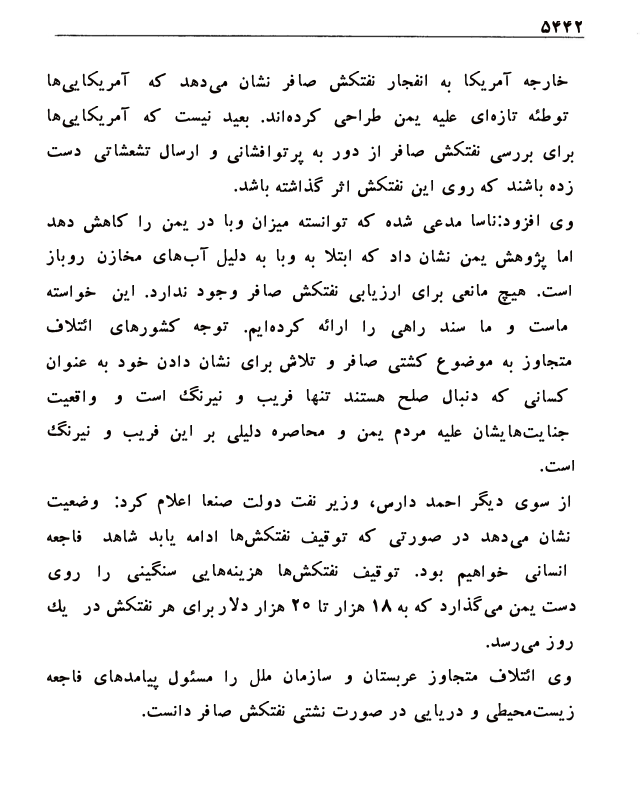 ۵۴۴۲
خارجه آمریکا به انفجار نفتکش صافر نشان می‌دهد که آمریکایی‌ها
توطئه تازه‌ای علیه یمن طراحی کرده‌اند. بعید نیست که آمریکایی‌ها
برای بررسی نفتکش صافر از دور به پرتوافشانی و ارسال تشعشاتی دست
زده باشند که روی این نفتکش اثر گذاشته باشد.
وی افزود:ناسا مدعی شده که توانسته میزان وبا در یمن را کاهش دهد
اما پژوهش یمن نشان داد که ابتلا به وبا به دلیل آب‌های مخازن روباز
است. هیچ مانعی برای ارزیابی نفتکش صافر وجود ندارد. این خواسته
ماست و ما سند راهی را ارائه کرده‌ایم. توجه کشورهای ائتلاف
متجاوز به موضوع کشتی صافر و تلاش برای نشان دادن خود به عنوان
کسانی که دنبال صلح هستند تنها فریب و نیرنگ است و واقعیت
جنایت‌هایشان علیه مردم یمن و محاصره دلیلی بر این فریب و نیرنگ
است.
از سوی دیگر احمد دارس، وزیر نفت دولت صنعا اعلام کرد: وضعیت
نشان می‌دهد در صورتی که توقیف نفتکش‌ها ادامه یابد شاهد فاجعه
انسانی خواهیم بود. توقیف نفتکش‌ها هزینه‌هایی سنگینی را روی
دست یمن می‌گذارد که به ۱۸ هزار تا ۲۰ هزار دلار برای هر نفتکش در یك
روز می‌رسد.
وی ائتلاف متجاوز عربستان و سازمان ملل را مسئول پیامدهای فاجعه
زیست‌محیطی و دریایی در صورت نشتی نفتکش صافر دانست.